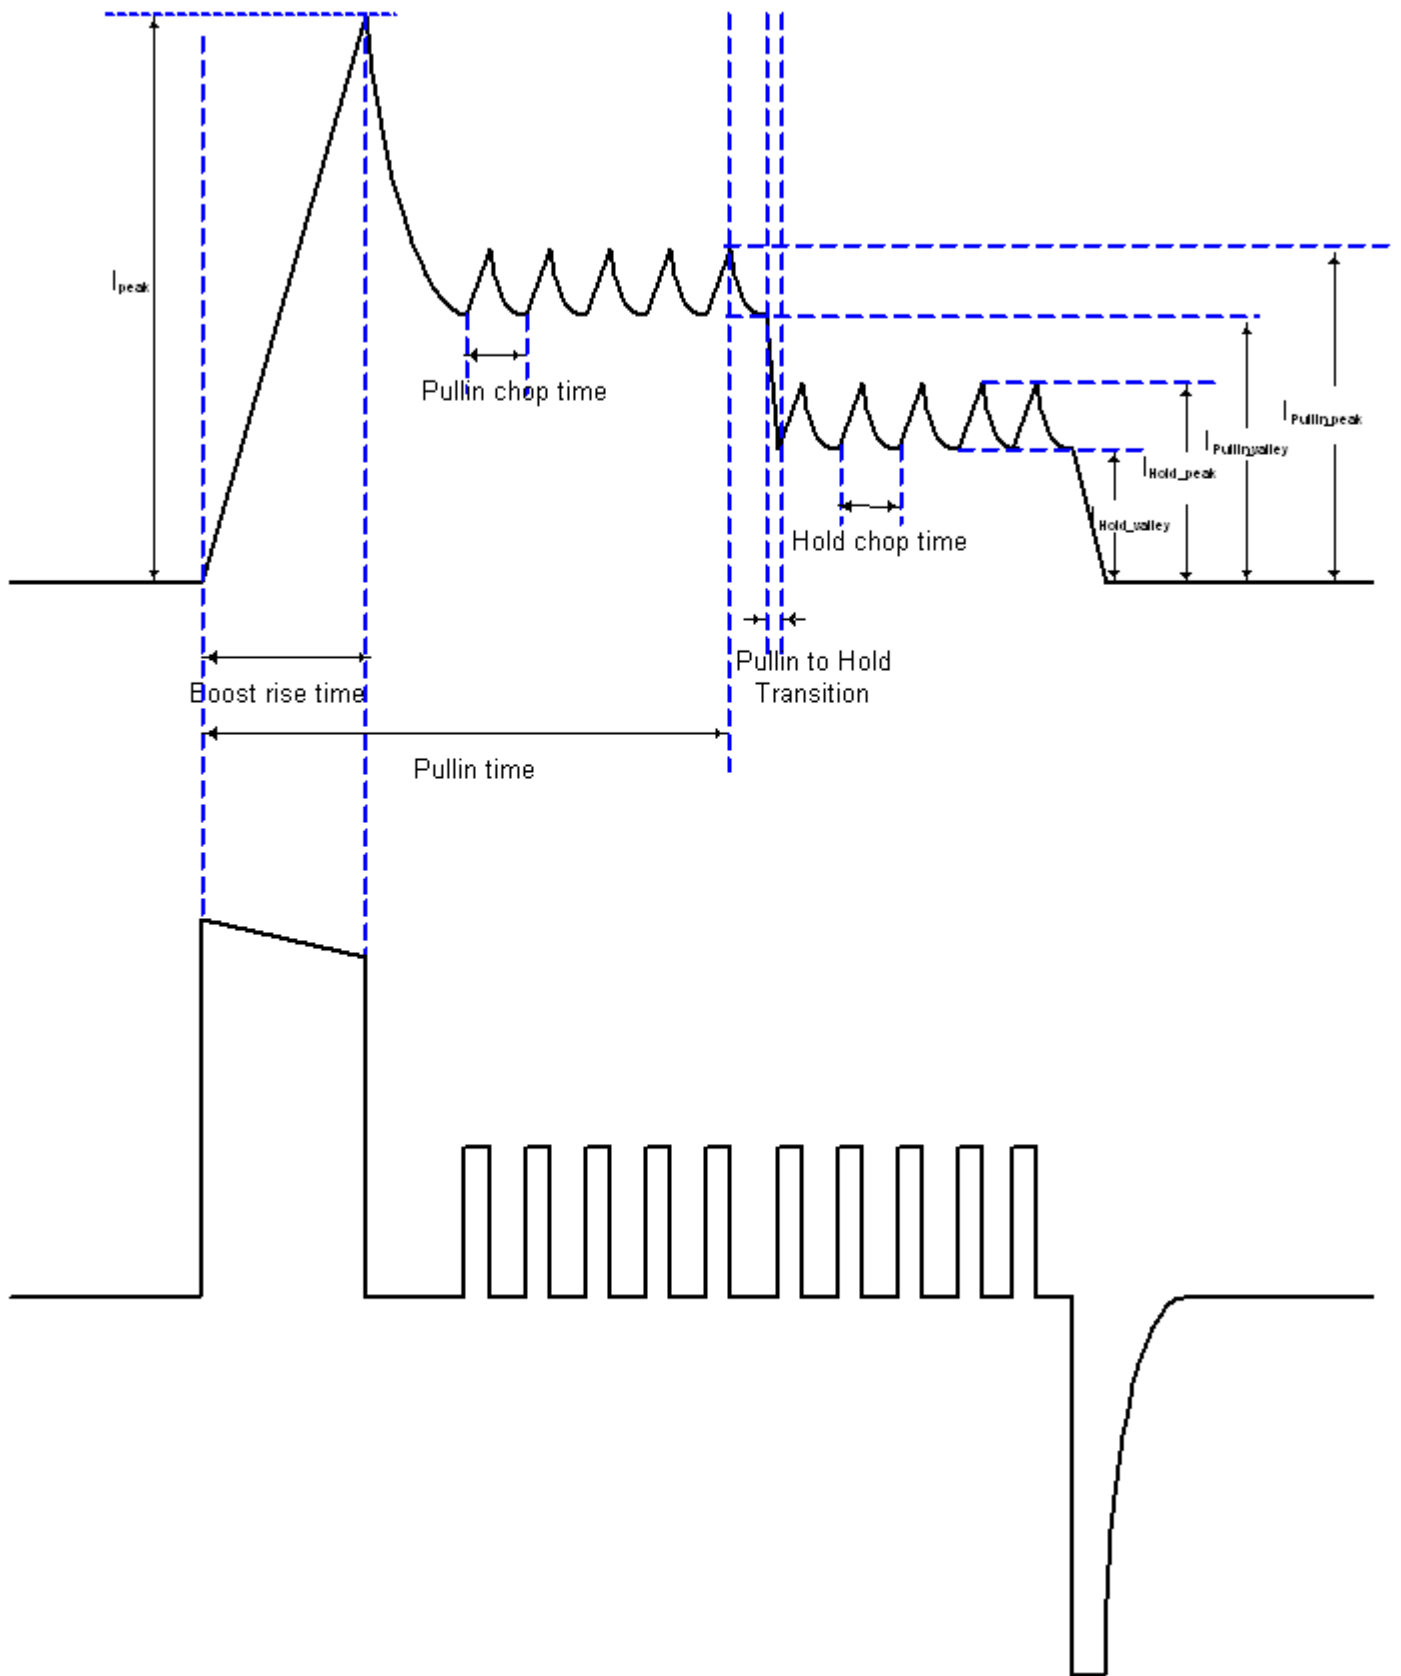 Ipeak
Pullin chop time
IPullin_peak
IPullin_valley
IHold_peak
IHold_valley
Hold chop time
Pullin to Hold
Transition
Boost rise time
Pullin time